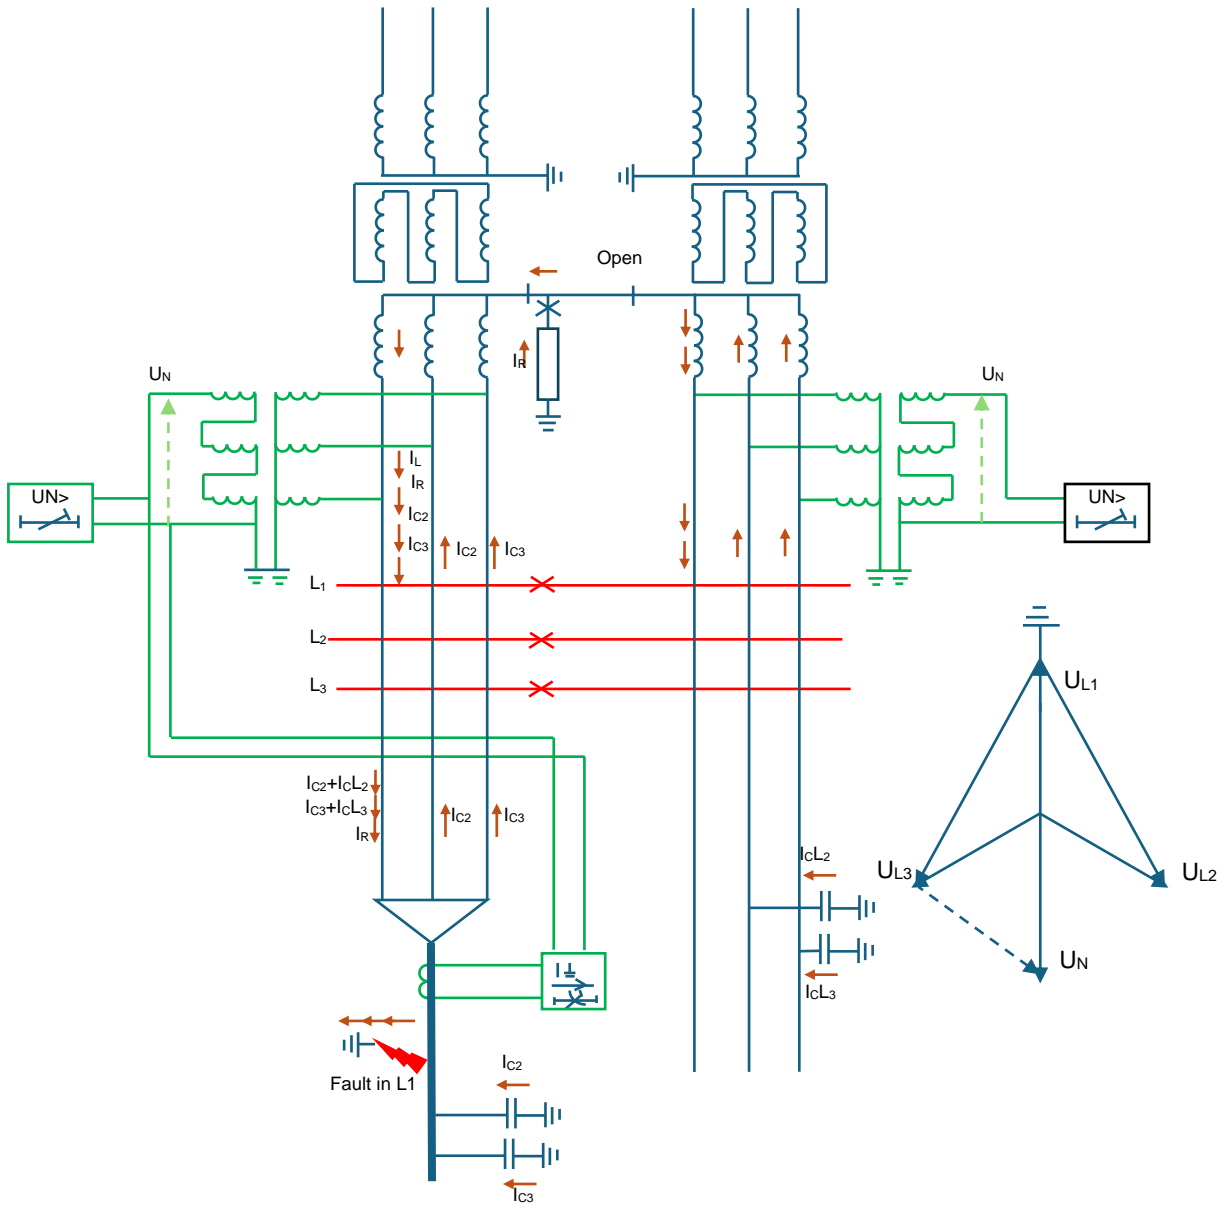 Open
IR
UN
UN
UN>
UN>
IL
IR
IC2
IC3
IC2
IC3
L1
L2
L3
UL1
IC2+ICL2
IC3+ICL3
IR
IC2
IC3
ICL2
UL3
UL2
UN
I
ICL3
Fault in L1
IC2
IC3